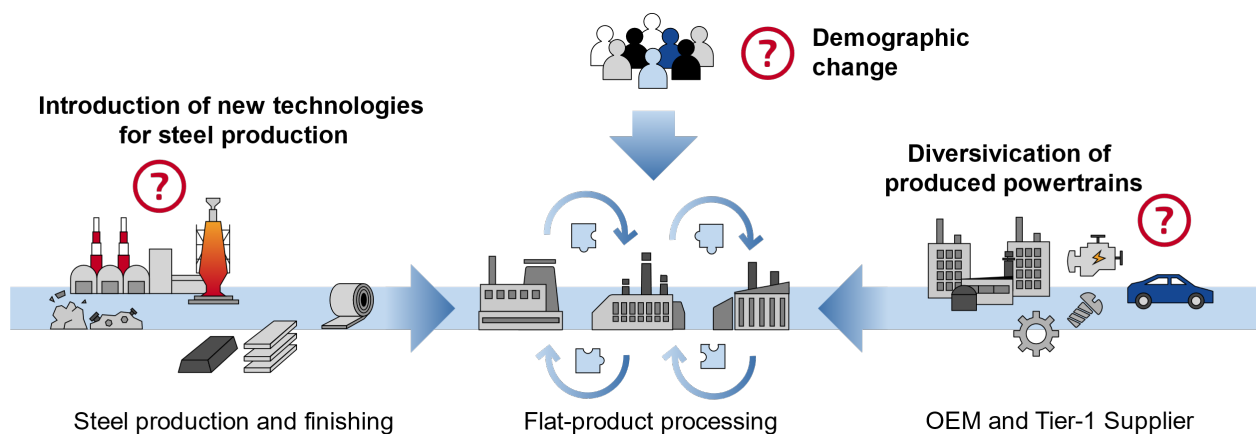 Demographic
change
Introduction of new technologies
for steel production
Diversivication of
produced powertrains
?
?
?
Steel production and finishing
Flat-product processing
OEM and Tier-1 Supplier